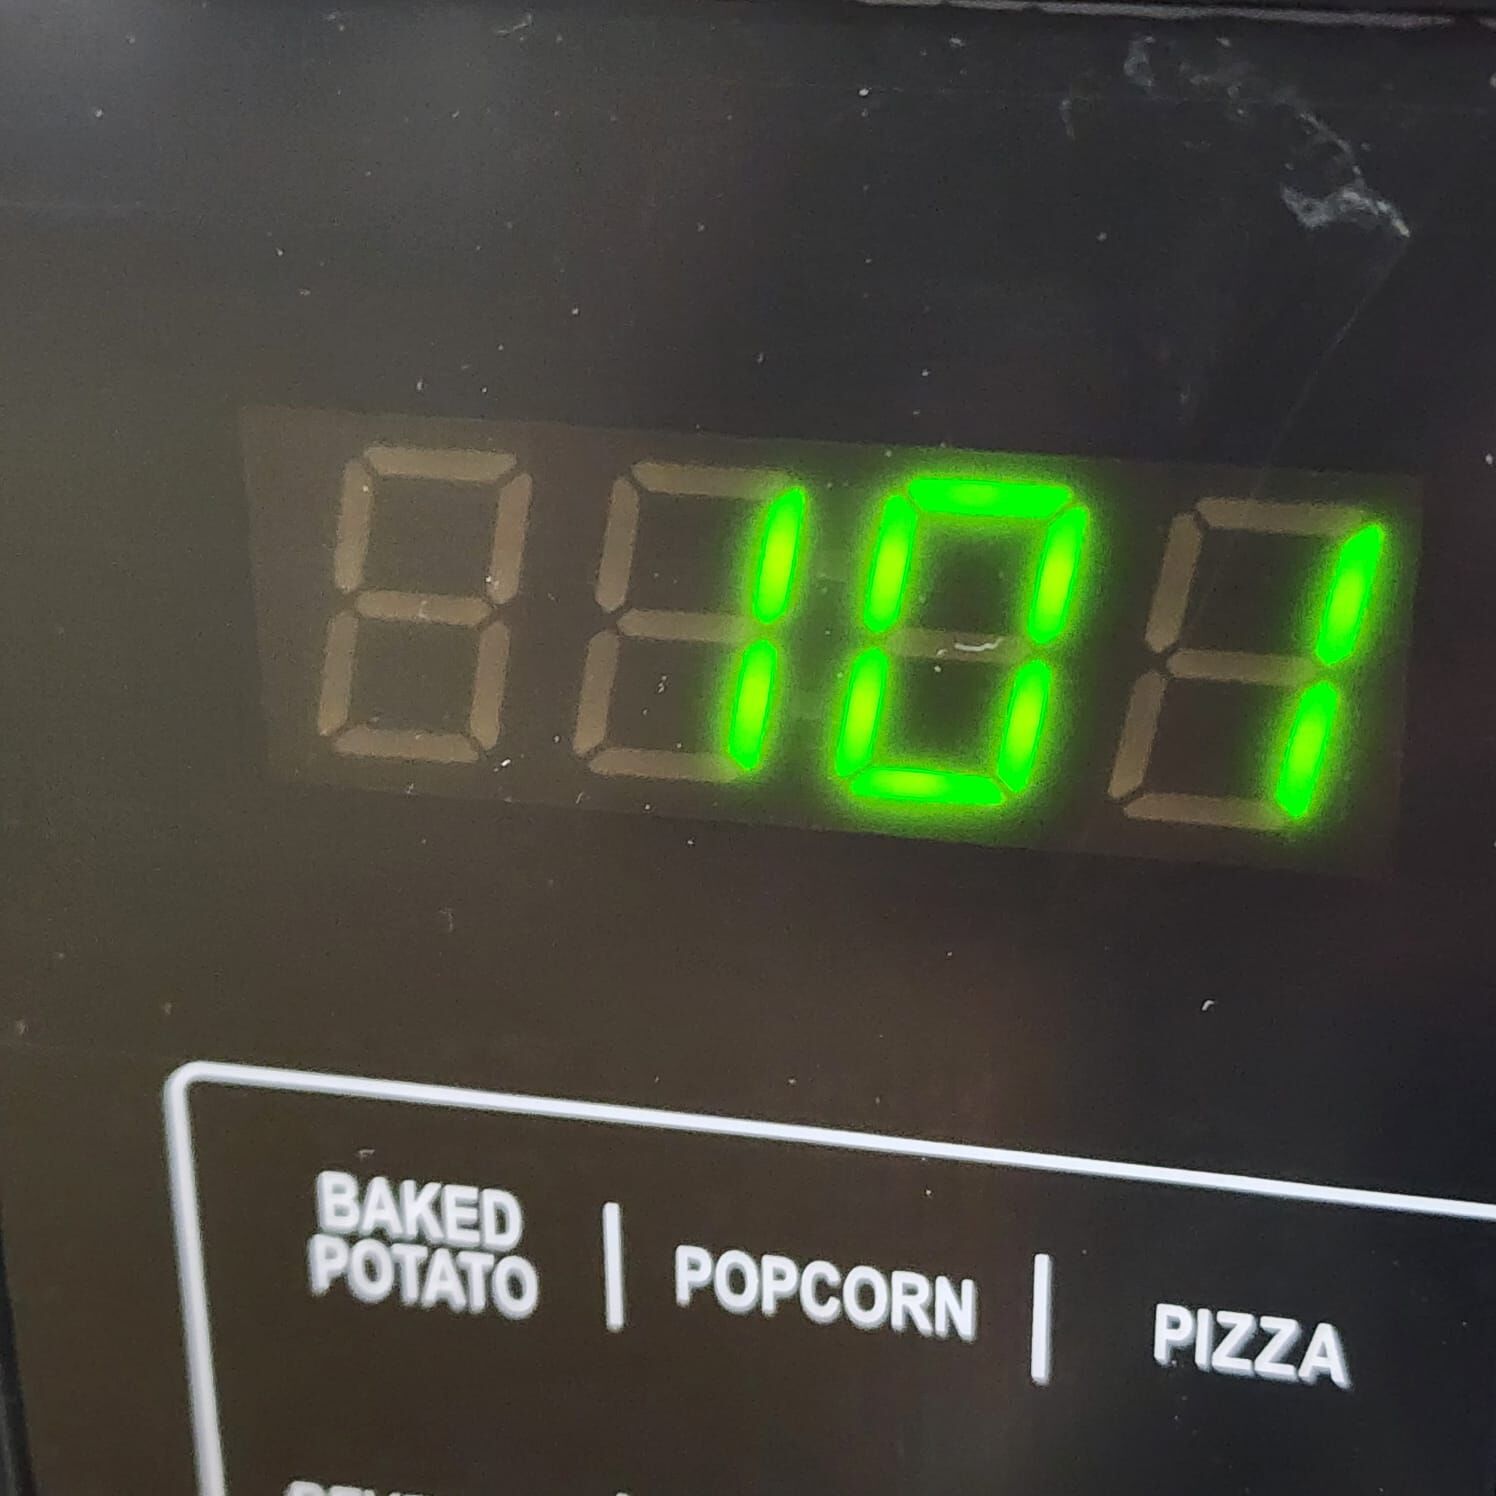 101
BAKED
POTATO | POPCORN | PIZZA